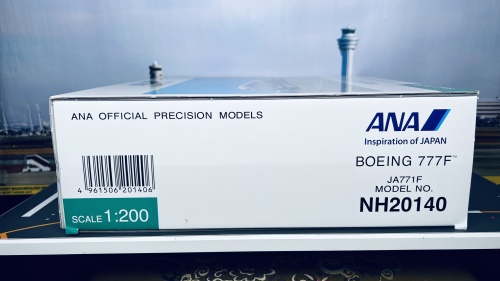 ANA OFFICIAL PRECISION MODELS
ANA
Inspiration of JAPAN
BOEING 777F™
JA771F
MODEL NO.
NH20140
4 961506 201406
SCALE 1:200